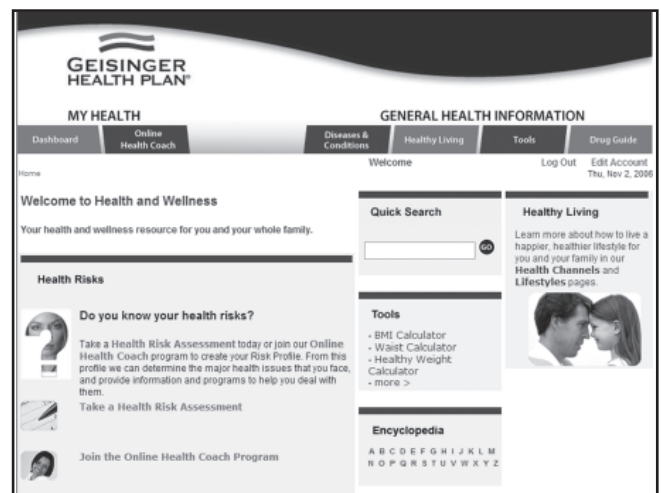 GEISINGER
HEALTH PLAN®
MY HEALTH
GENERAL HEALTH INFORMATION
Dashboard
Online
Health Coach
Diseases &
Conditions
Healthy Living
Tools
Drug Guide
Welcome
Log Out
Edit Account
Home
Thu, Nov 2, 2006
Welcome to Health and Wellness
Your health and wellness resource for you and your whole family.
Health Risks
?
Do you know your health risks?
Take a Health Risk Assessment today or join our Online
Health Coach program to create your Risk Profile. From this
profile we can determine the major health issues that you face,
and provide information and programs to help you deal with
them.
Take a Health Risk Assessment
Join the Online Health Coach Program
Quick Search
GO
Tools
- BMI Calculator
- Waist Calculator
- Healthy Weight
Calculator
- more >
Encyclopedia
A B C D E F G H I J K L M
N O P Q R S T U V W X Y Z
Healthy Living
Learn more about how to live a
happier, healthier lifestyle for
you and your family in our
Health Channels and
Lifestyles pages.